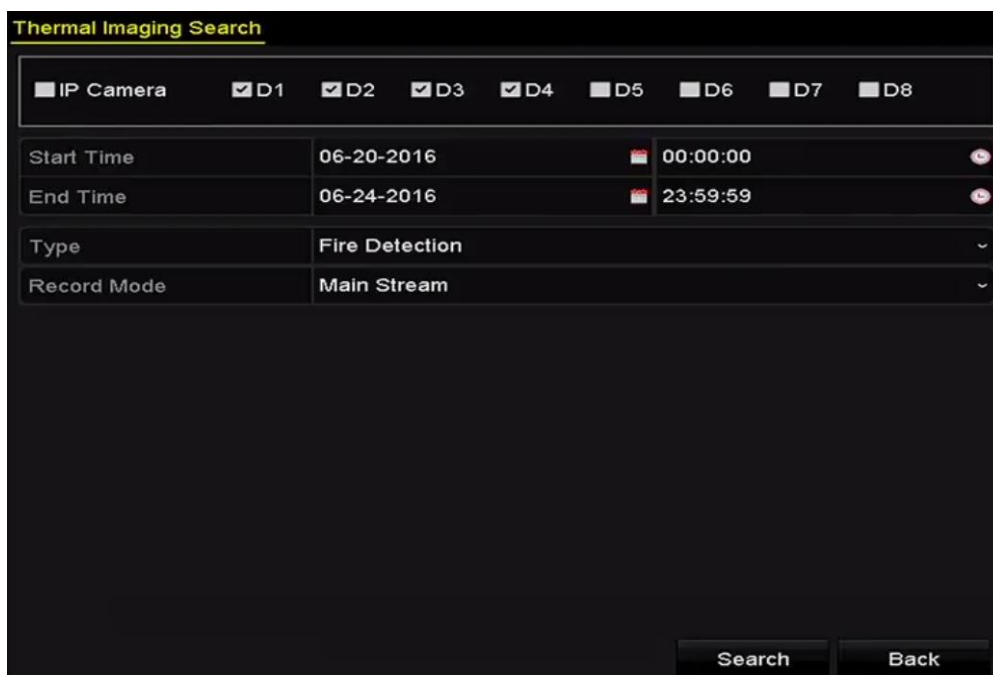 Thermal Imaging Search
IP Camera D1 D2 D3 D4 D5 D6 D7 D8
Start Time 06-20-2016 00:00:00
End Time 06-24-2016 23:59:59
Type Fire Detection
Record Mode Main Stream
Search Back